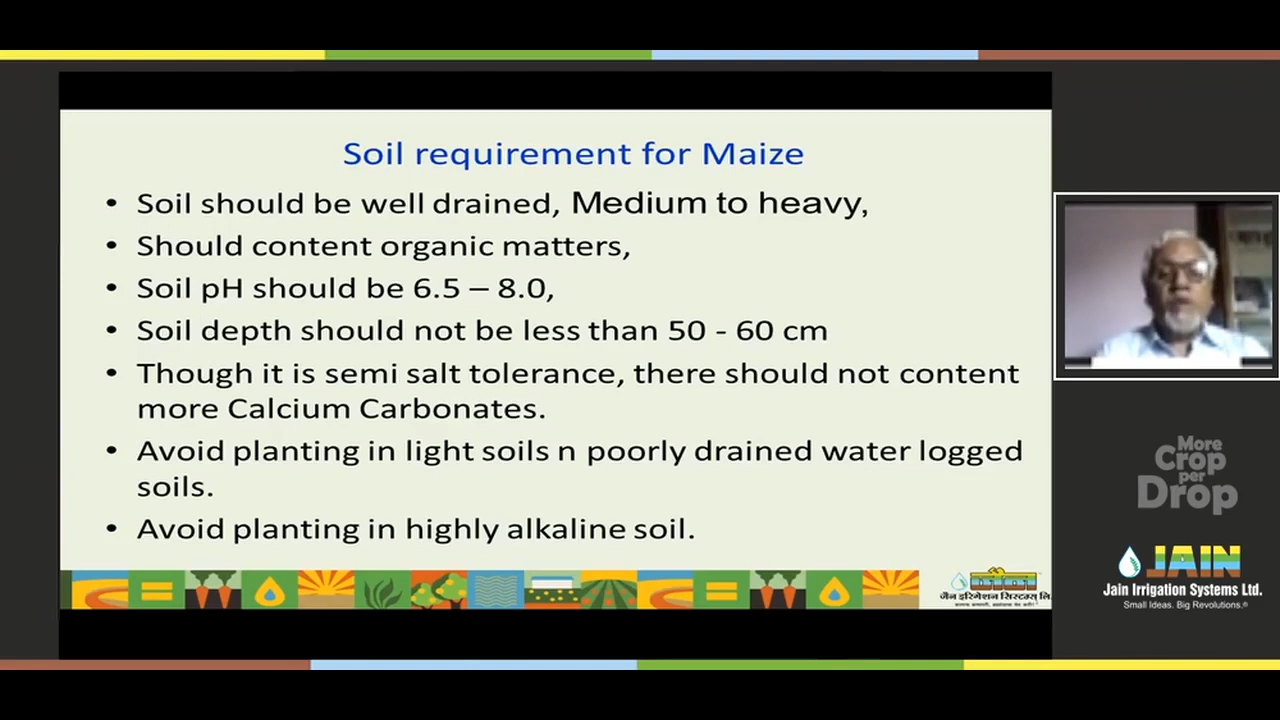 Soil requirement for Maize
• Soil should be well drained, Medium to heavy,
• Should content organic matters,
• Soil pH should be 6.5 – 8.0,
• Soil depth should not be less than 50 - 60 cm
• Though it is semi salt tolerance, there should not content
more Calcium Carbonates.
• Avoid planting in light soils n poorly drained water logged
soils.
• Avoid planting in highly alkaline soil.
जैन इरिगेशन सिस्टम्स् लि.
More
Crop
per
Drop
JAIN
Jain Irrigation Systems Ltd.
Small Ideas. Big Revolutions.®